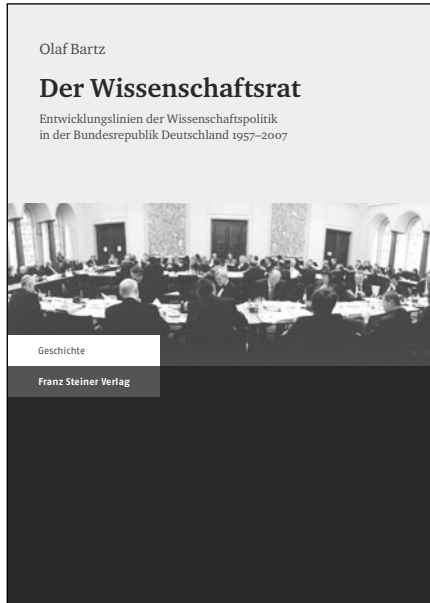 Olaf Bartz
Der Wissenschaftsrat
Entwicklungslinien der Wissenschaftspolitik
in der Bundesrepublik Deutschland 1957–2007
Geschichte
Franz Steiner Verlag